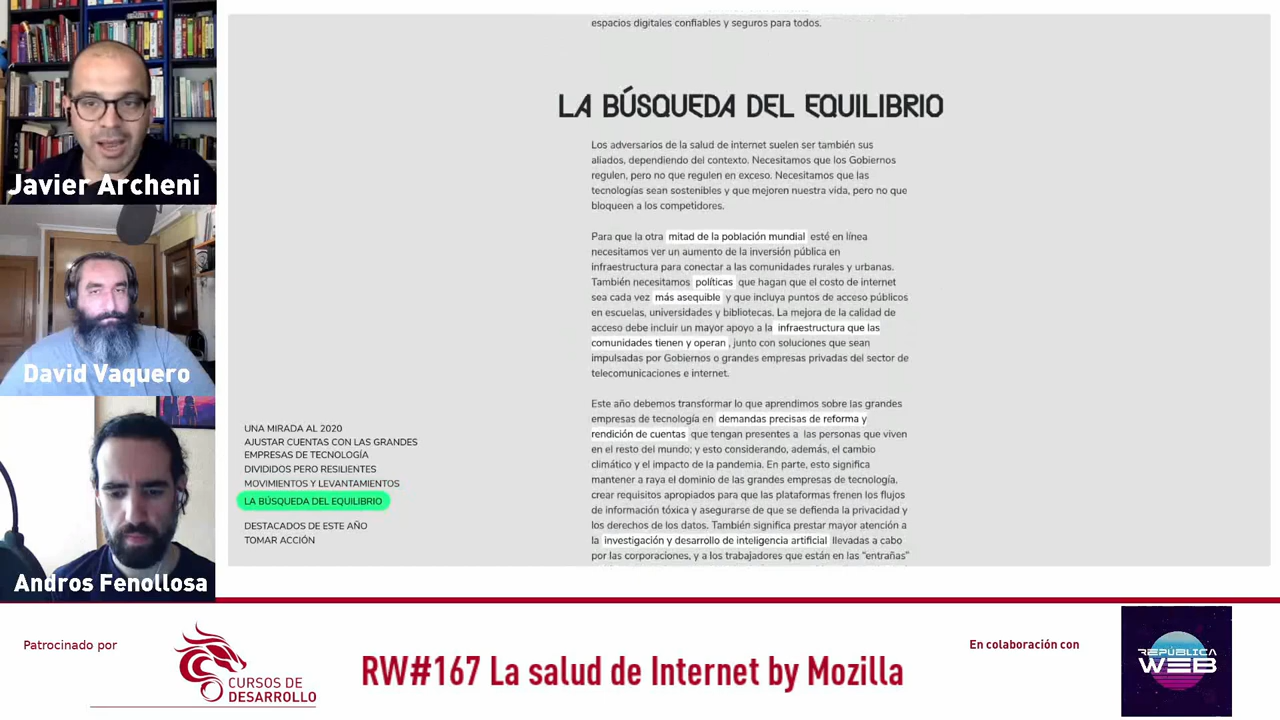 Javier Archeni
David Vaquero
Andros Fenollosa
espacios digitales confiables y seguros para todos.
LA BÚSQUEDA DEL EQUILIBRIO
Los adversarios de la salud de internet suelen ser también sus
aliados, dependiendo del contexto. Necesitamos que los Gobiernos
regulen, pero no que regulen en exceso. Necesitamos que las
tecnologías sean sostenibles y que mejoren nuestra vida, pero no que
bloqueen a los competidores.
Para que la otra mitad de la población mundial esté en línea
necesitamos ver un aumento de la inversión pública en
infraestructura para conectar a las comunidades rurales y urbanas.
También necesitamos políticas que hagan que el costo de internet
sea cada vez más asequible y que incluya puntos de acceso públicos
en escuelas, universidades y bibliotecas. La mejora de la calidad de
acceso debe incluir un mayor apoyo a la infraestructura que las
comunidades tienen y operan , junto con soluciones que sean
impulsadas por Gobiernos o grandes empresas privadas del sector de
telecomunicaciones e internet.
Este año debemos transformar lo que aprendimos sobre las grandes
empresas de tecnología en demandas precisas de reforma y
rendición de cuentas que tengan presentes a las personas que viven
en el resto del mundo; y esto considerando, además, el cambio
climático y el impacto de la pandemia. En parte, esto significa
mantener a raya el dominio de las grandes empresas de tecnología,
crear requisitos apropiados para que las plataformas frenen los flujos
de información tóxica y asegurarse de que se defienda la privacidad y
los derechos de los datos. También significa prestar mayor atención a
la investigación y desarrollo de inteligencia artificial llevadas a cabo
por las corporaciones, y a los trabajadores que están en las “entrañas”
UNA MIRADA AL 2020
AJUSTAR CUENTAS CON LAS GRANDES
EMPRESAS DE TECNOLOGÍA
DIVIDIDOS PERO RESILIENTES
MOVIMIENTOS Y LEVANTAMIENTOS
LA BÚSQUEDA DEL EQUILIBRIO
DESTACADOS DE ESTE AÑO
TOMAR ACCIÓN
Patrocinado por
CURSOS DE
DESARROLLO
RW#167 La salud de Internet by Mozilla
En colaboración con
REPÚBLICA
WEB